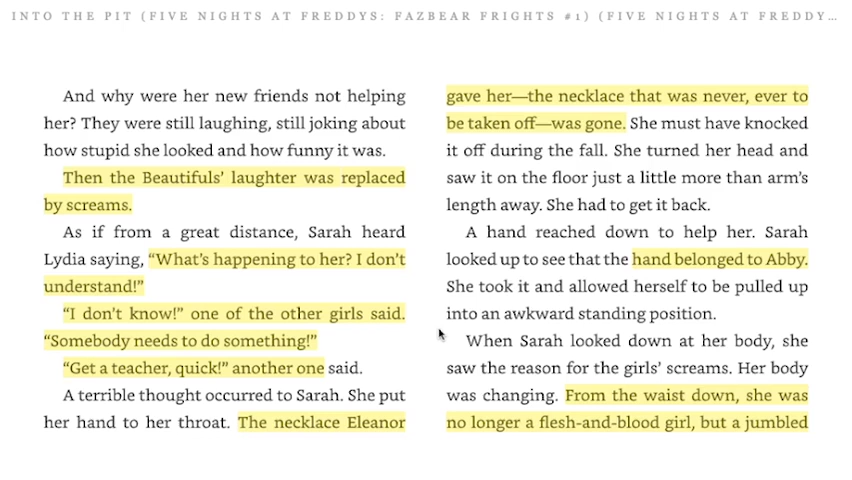 INTO THE PIT (FIVE NIGHTS AT FREDDYS: FAZBEAR FRIGHTS #1) (FIVE NIGHTS AT FREDDY…
And why were her new friends not helping
her? They were still laughing, still joking about
how stupid she looked and how funny it was.
Then the Beautifuls’ laughter was replaced
by screams.
As if from a great distance, Sarah heard
Lydia saying, “What’s happening to her? I don’t
understand!”
“I don’t know!” one of the other girls said.
“Somebody needs to do something!”
“Get a teacher, quick!” another one said.
A terrible thought occurred to Sarah. She put
her hand to her throat. The necklace Eleanor
gave her—the necklace that was never, ever to
be taken off—was gone. She must have knocked
it off during the fall. She turned her head and
saw it on the floor just a little more than arm’s
length away. She had to get it back.
A hand reached down to help her. Sarah
looked up to see that the hand belonged to Abby.
She took it and allowed herself to be pulled up
into an awkward standing position.
When Sarah looked down at her body, she
saw the reason for the girls’ screams. Her body
was changing. From the waist down, she was
no longer a flesh-and-blood girl, but a jumbled